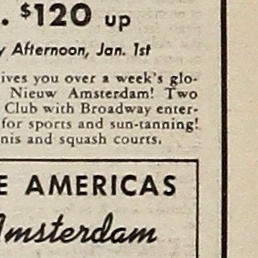 . $120 up
y Afternoon, Jan. 1st
ives you over a week's glo-
Nieuw Amsterdam! Two
Club with Broadway enter-
for sports and sun-tanning!
nis and squash courts.
E AMERICAS
msterdam